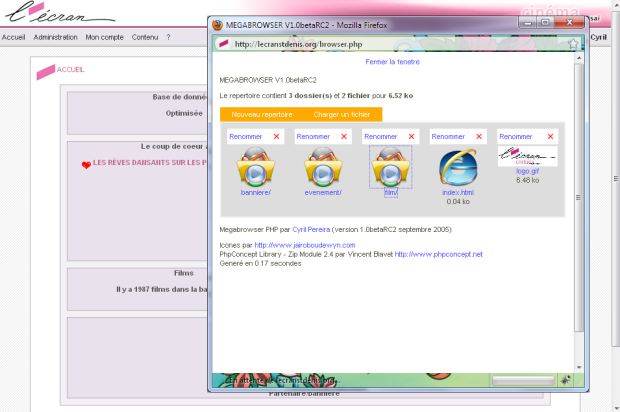 l'écran
cinéma
Accueil Administration Mon compte Contenu ?
Cyril
ACCUEIL
Base de donné
Optimisée
Le coup de coeur a
LES RÊVES DANSANTS SUR LES P
Films
Il y a 1987 films dans la ba
Partenaire/bannière
MEGABROWSER V1.0betaRC2 - Mozilla Firefox
http://lecranstdenis.org/browser.php
Fermer la fenetre
MEGABROWSER V1.0betaRC2
Le repertoire contient 3 dossier(s) et 2 fichier pour 6.52 ko
Nouveau repertoire Charger un fichier
Renommer Renommer Renommer Renommer Renommer
banniere/ evenement/ film/ index.html logo.gif
0.04 ko 6.48 ko
Megabrowser PHP par Cyril Pereira (version 1.0betaRC2 septembre 2005)
Icones par http://www.jairoboudewyn.com
PhpConcept Library - Zip Module 2.4 par Vincent Blavet http://www.phpconcept.net
Generé en 0.17 secondes
En attente de lecranstdenis.org...